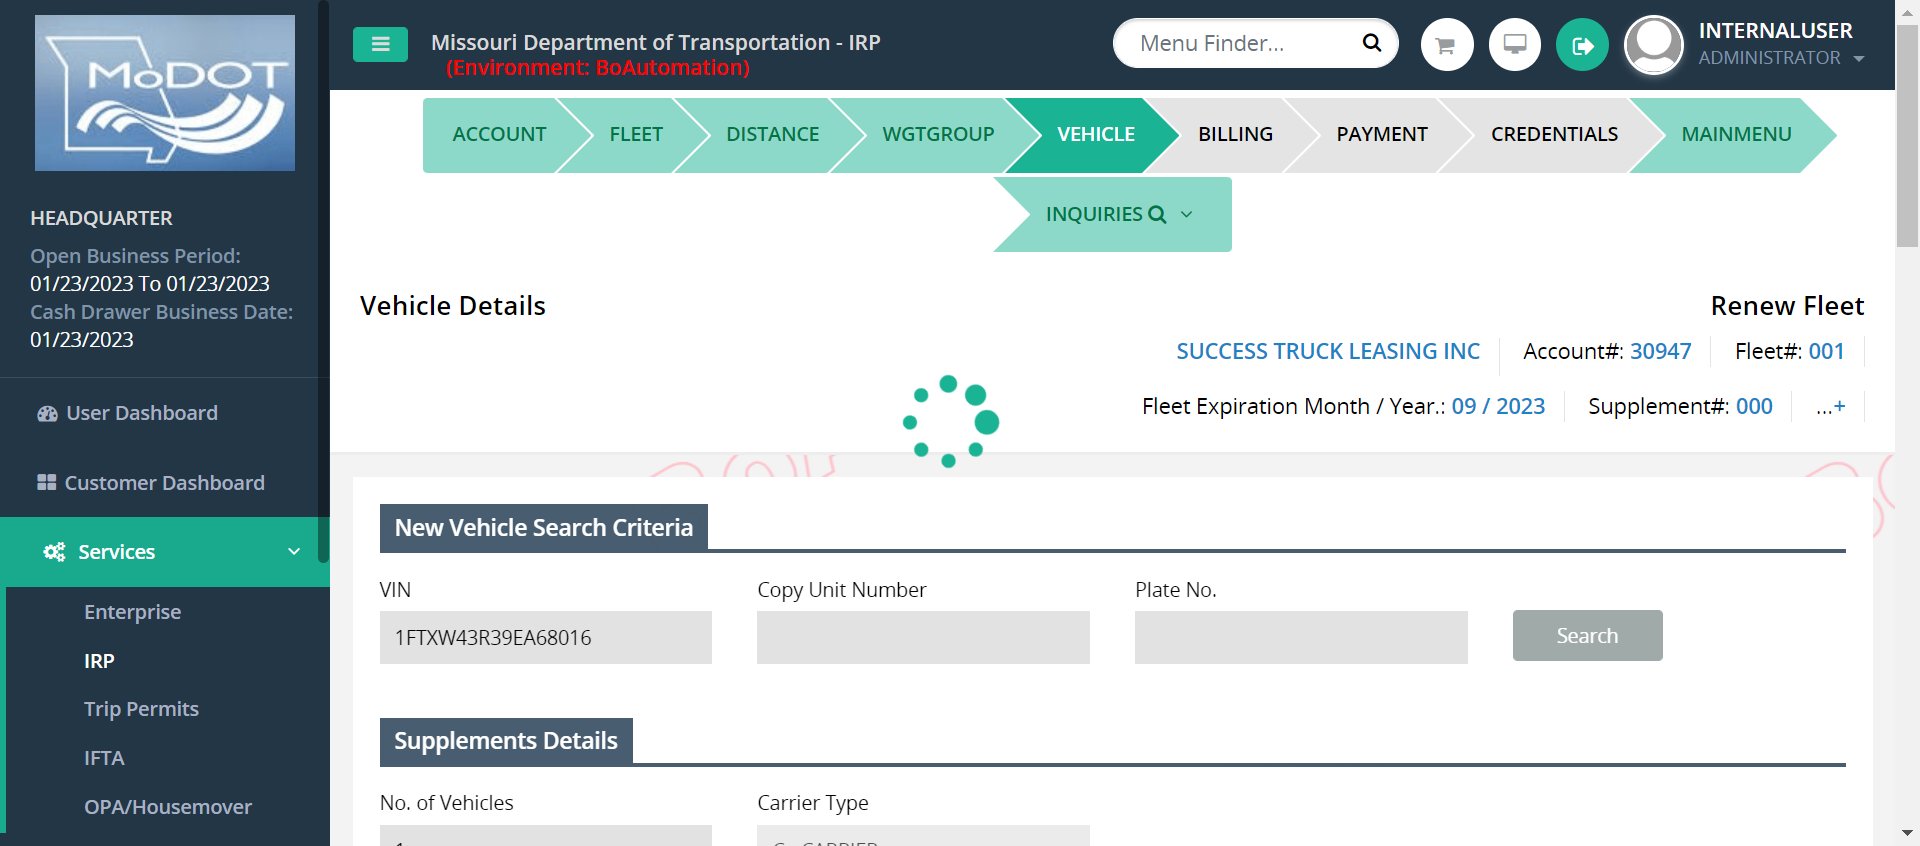 MoDOT
HEADQUARTER
Open Business Period:
01/23/2023 To 01/23/2023
Cash Drawer Business Date:
01/23/2023
User Dashboard
Customer Dashboard
Services
Enterprise
IRP
Trip Permits
IFTA
OPA/Housemover
Missouri Department of Transportation - IRP
(Environment: BoAutomation)
Menu Finder...
INTERNALUSER
ADMINISTRATOR
ACCOUNT FLEET DISTANCE WGTGROUP VEHICLE BILLING PAYMENT CREDENTIALS MAINMENU
INQUIRIES
Vehicle Details
Renew Fleet
SUCCESS TRUCK LEASING INC Account#: 30947 Fleet#: 001
Fleet Expiration Month / Year.: 09 / 2023 Supplement#: 000 ...+
New Vehicle Search Criteria
VIN Copy Unit Number Plate No.
1FTXW43R39EA68016 Search
Supplements Details
No. of Vehicles Carrier Type